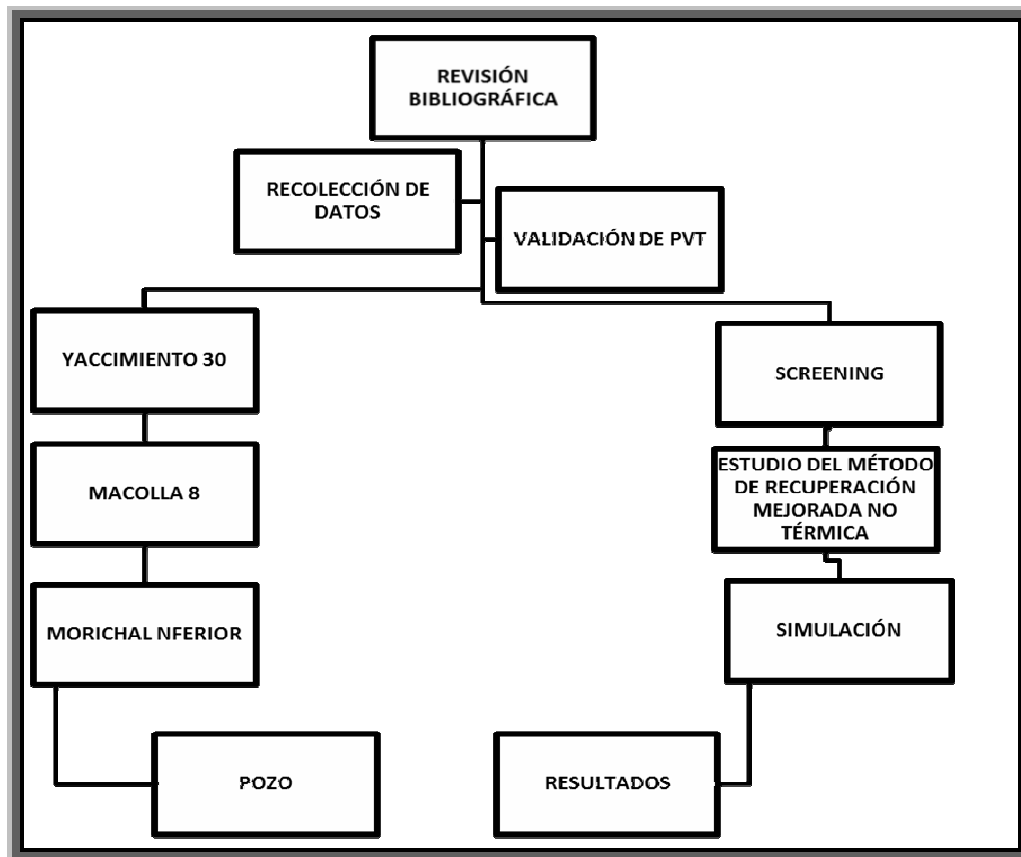 REVISIÓN
BIBLIOGRÁFICA
RECOLECCIÓN DE
DATOS
VALIDACIÓN DE PVT
YACCIMIENTO 30
SCREENING
MACOLLA 8
ESTUDIO DEL MÉTODO
DE RECUPERACIÓN
MEJORADA NO
TÉRMICA
MORICHAL NFERIOR
SIMULACIÓN
POZO
RESULTADOS